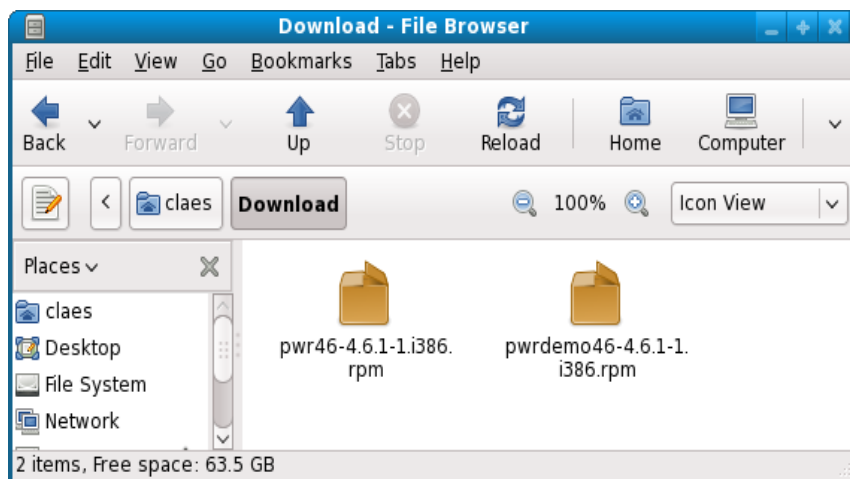 Download - File Browser
File Edit View Go Bookmarks Tabs Help
Back Forward Up Stop Reload Home Computer
claes Download 100% Icon View
Places
claes
Desktop
File System
Network
pwr46-4.6.1-1.i386.
rpm
pwrdemo46-4.6.1-1.
i386.rpm
2 items, Free space: 63.5 GB